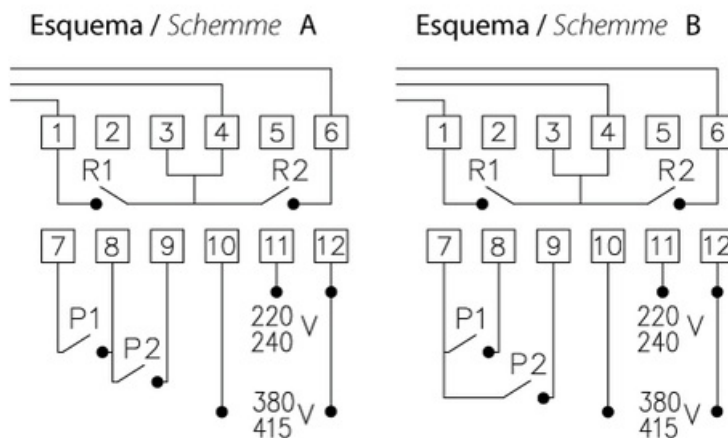 Esquema / Schemme A
1 2 3 4 5 6
R1 R2
7 8 9 10 11 12
P1
P2
220
240 V
380
415 V
Esquema / Schemme B
1 2 3 4 5 6
R1 R2
7 8 9 10 11 12
P1
P2
220
240 V
380
415 V